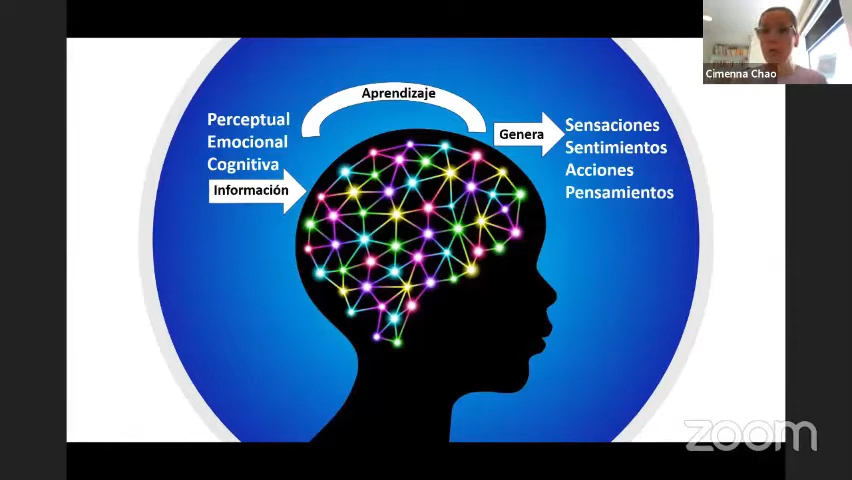 Cimenna Chao
Aprendizaje
Perceptual
Emocional
Cognitiva
Información
Genera
Sensaciones
Sentimientos
Acciones
Pensamientos
zoom